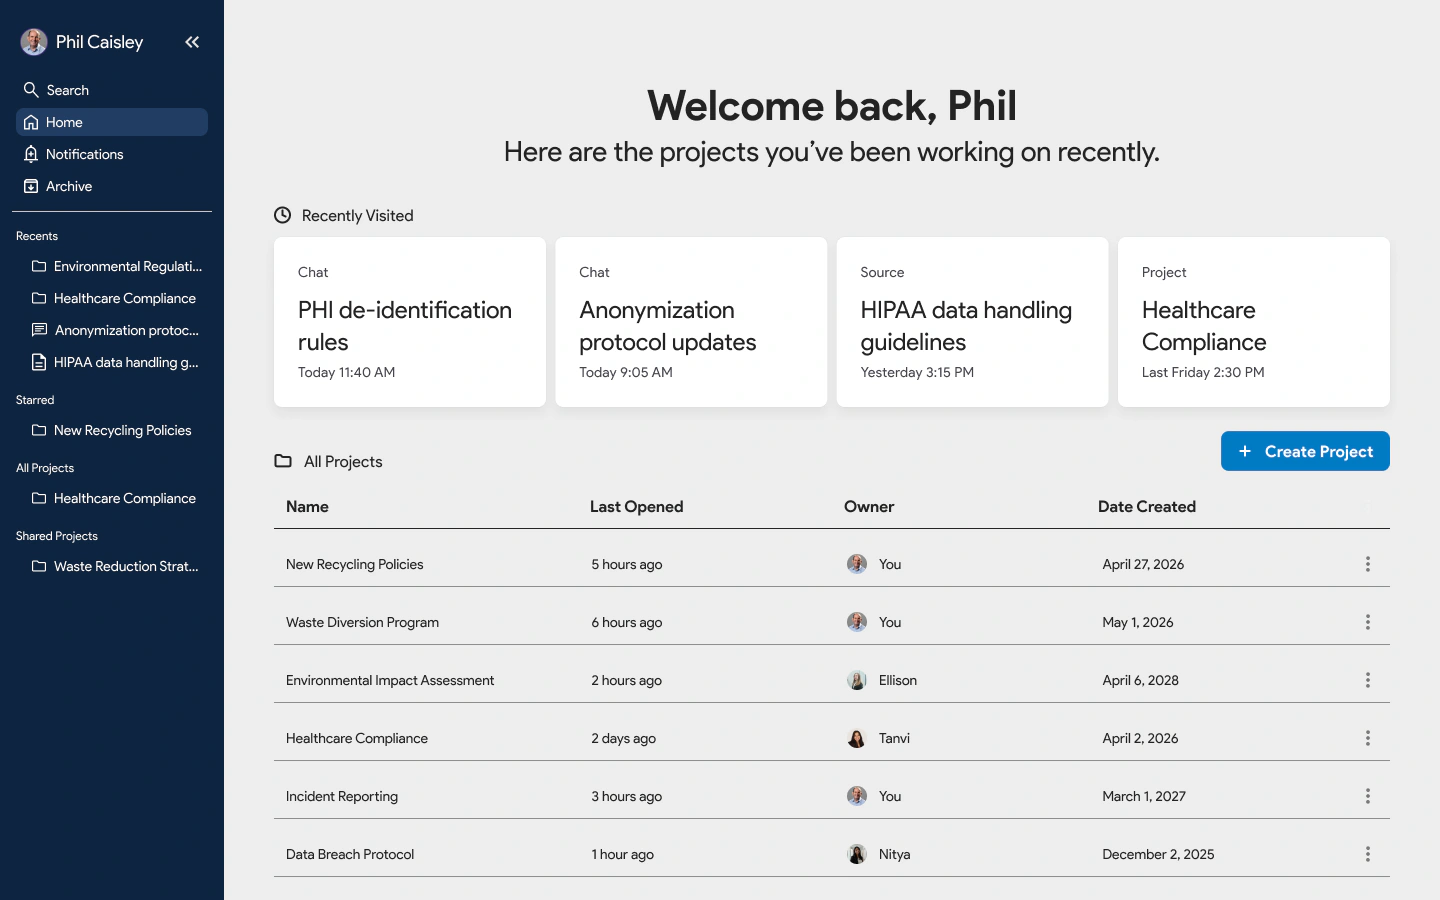 Phil Caisley
Search
Home
Notifications
Archive
Recents
Environmental Regulati...
Healthcare Compliance
Anonymization protoc...
HIPAA data handling g...
Starred
New Recycling Policies
All Projects
Healthcare Compliance
Shared Projects
Waste Reduction Strat...
Welcome back, Phil
Here are the projects you’ve been working on recently.
Recently Visited
Chat
PHI de-identification
rules
Today 11:40 AM
Chat
Anonymization
protocol updates
Today 9:05 AM
Source
HIPAA data handling
guidelines
Yesterday 3:15 PM
Project
Healthcare
Compliance
Last Friday 2:30 PM
All Projects
+ Create Project
Name Last Opened Owner Date Created
New Recycling Policies 5 hours ago You April 27, 2026
Waste Diversion Program 6 hours ago You May 1, 2026
Environmental Impact Assessment 2 hours ago Ellison April 6, 2028
Healthcare Compliance 2 days ago Tanvi April 2, 2026
Incident Reporting 3 hours ago You March 1, 2027
Data Breach Protocol 1 hour ago Nitya December 2, 2025